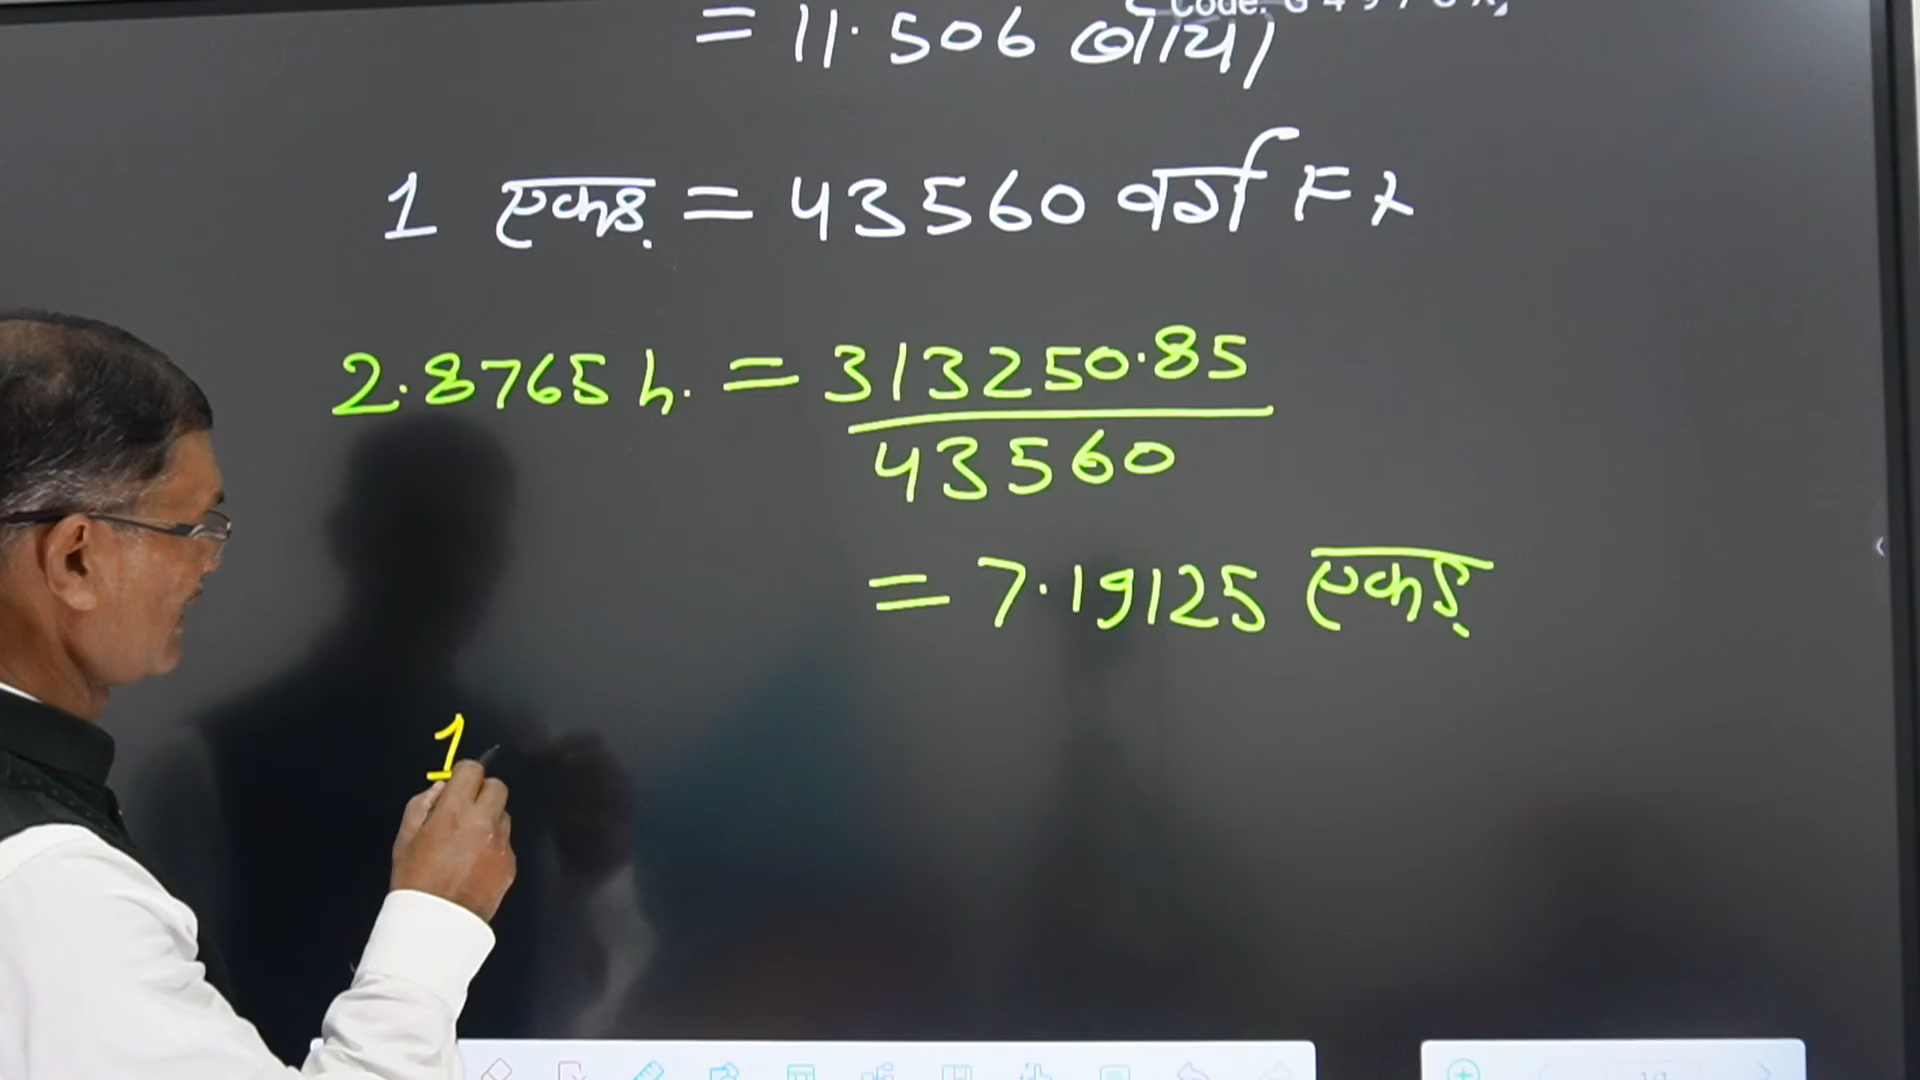 = 11.506 बीघा
1 एकड़ = 43560 वर्ग Ft
2.8765 h. = 313250.85
43560
= 7.19125 एकड़
1